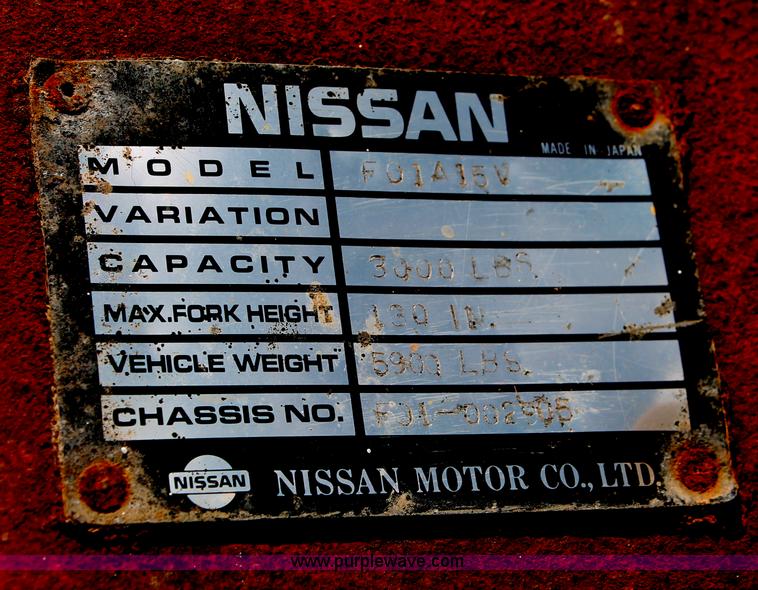 NISSAN
MADE IN JAPAN
MODEL F01A15V
VARIATION
CAPACITY 3000 LBS.
MAX.FORK HEIGHT 130 IN.
VEHICLE WEIGHT 5900 LBS.
CHASSIS NO.
NISSAN NISSAN MOTOR CO., LTD.
www.purplewave.com